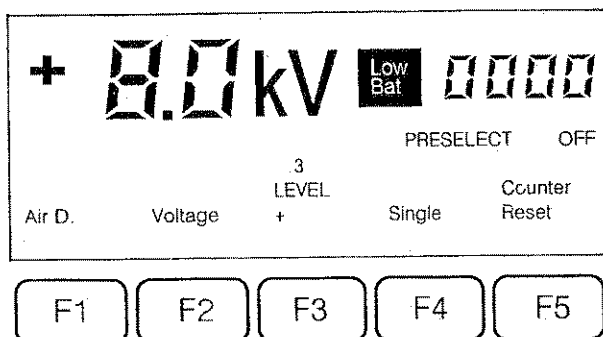 + 8.0 kV Low Bat 0000
PRESELECT OFF
.3
LEVEL
Air D. Voltage + Single Counter Reset
F1 F2 F3 F4 F5